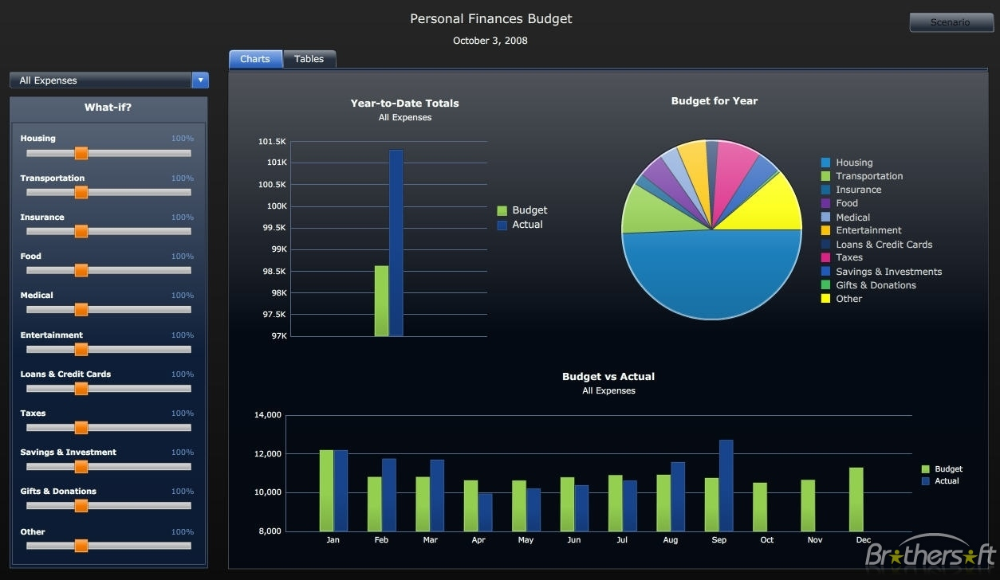 Personal Finances Budget
October 3, 2008
Scenario
Charts
Tables
All Expenses
What-if?
Housing 100%
Transportation 100%
Insurance 100%
Food 100%
Medical 100%
Entertainment 100%
Loans & Credit Cards 100%
Taxes 100%
Savings & Investment 100%
Gifts & Donations 100%
Other 100%
Year-to-Date Totals
All Expenses
101.5K
101K
100.5K
100K
99.5K
99K
98.5K
98K
97.5K
97K
Budget
Actual
Budget for Year
Housing
Transportation
Insurance
Food
Medical
Entertainment
Loans & Credit Cards
Taxes
Savings & Investments
Gifts & Donations
Other
Budget vs Actual
All Expenses
14,000
12,000
10,000
8,000
Jan Feb Mar Apr May Jun Jul Aug Sep Oct Nov Dec
Budget
Actual
Brothersoft